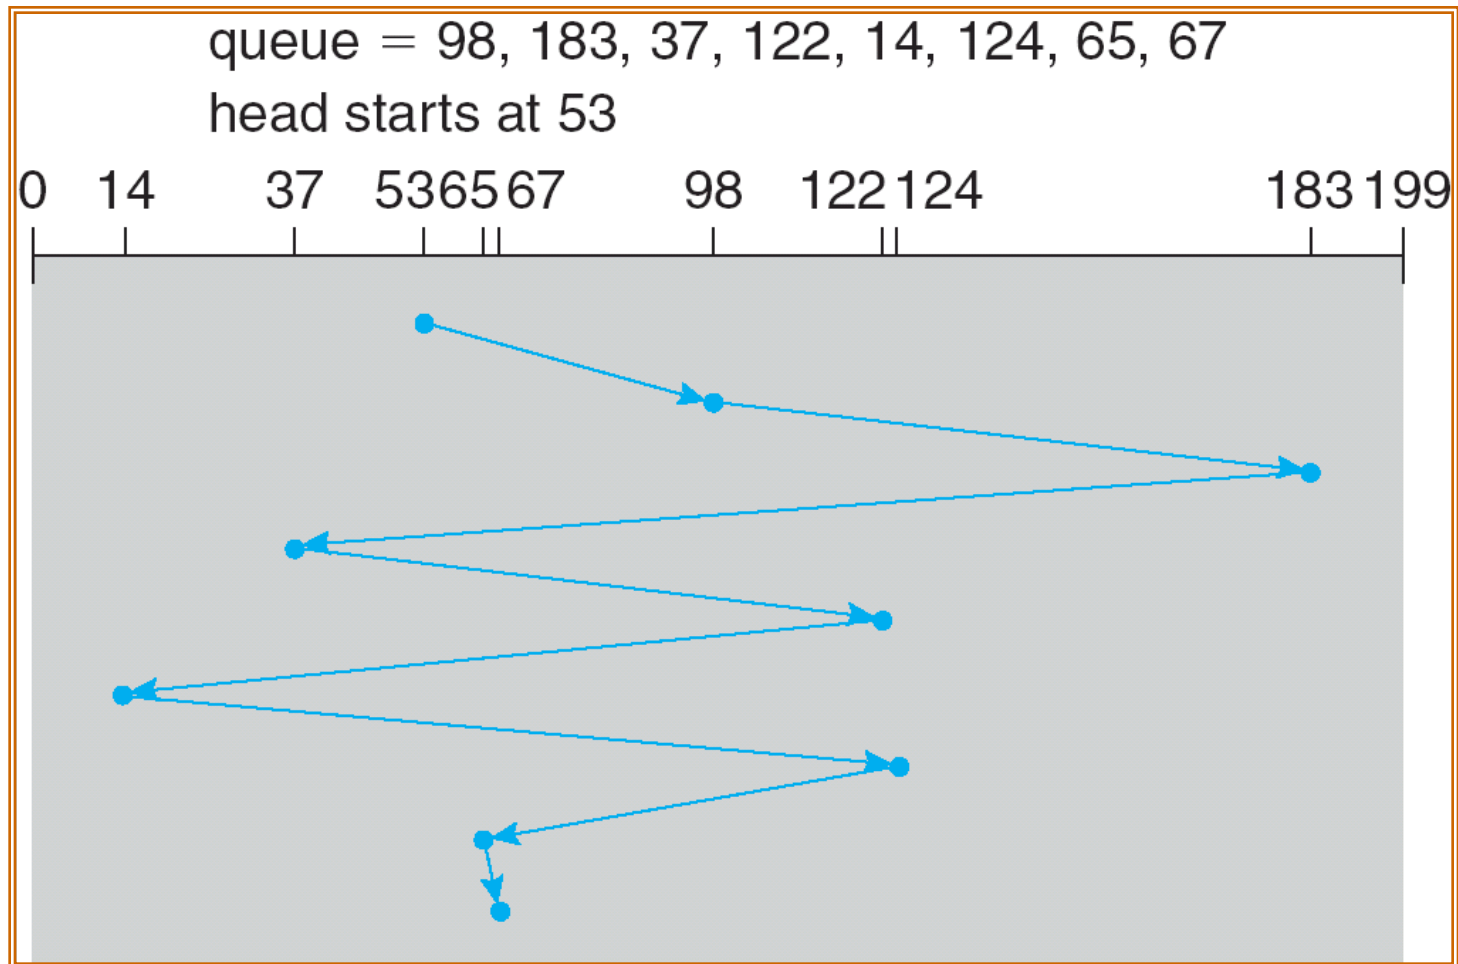 queue = 98, 183, 37, 122, 14, 124, 65, 67
head starts at 53
0 14 37 53 65 67 98 122 124 183 199